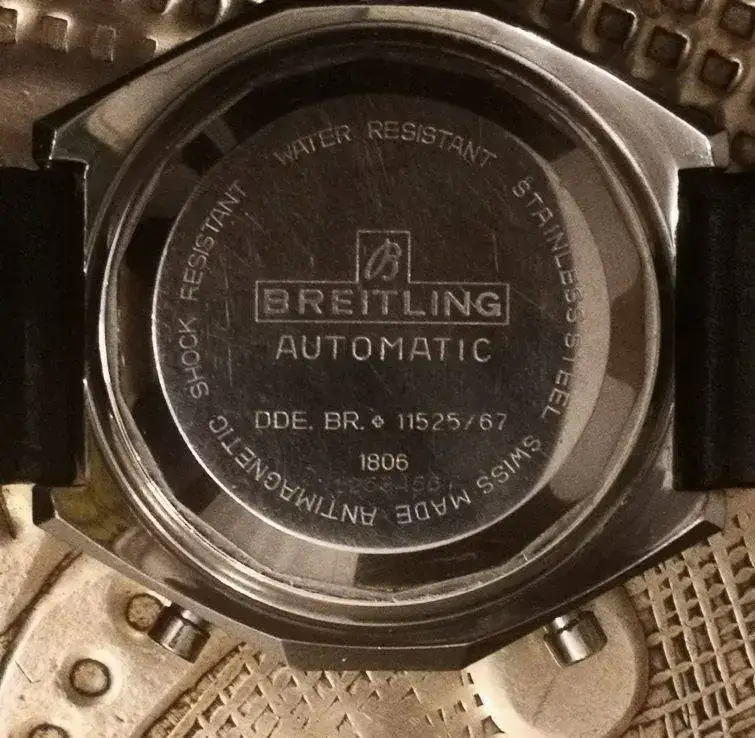 WATER RESISTANT STAINLESS STEEL SWISS MADE ANTIMAGNETIC SHOCK RESISTANT
B
BREITLING
AUTOMATIC
DDE. BR. 11525/67
1806